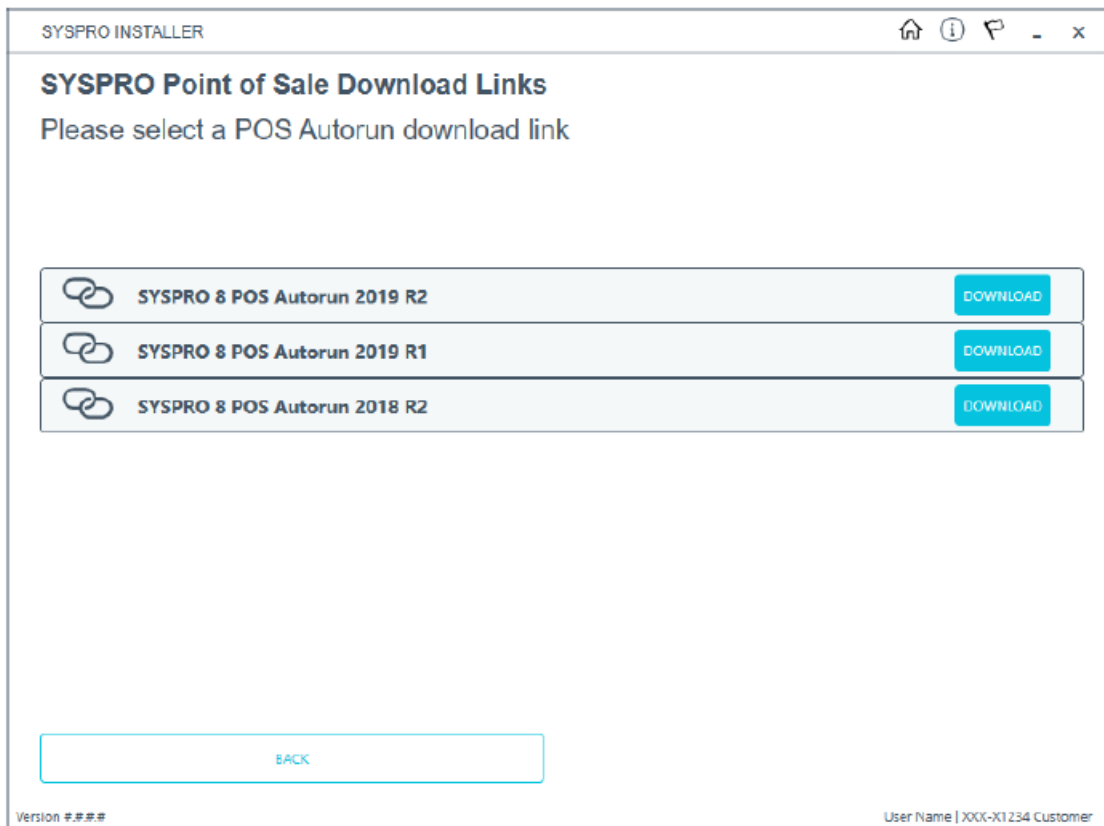 SYSPRO INSTALLER
SYSPRO Point of Sale Download Links
Please select a POS Autorun download link
SYSPRO 8 POS Autorun 2019 R2 DOWNLOAD
SYSPRO 8 POS Autorun 2019 R1 DOWNLOAD
SYSPRO 8 POS Autorun 2018 R2 DOWNLOAD
BACK
Version #.#.#.# User Name | XXX-X1234 Customer